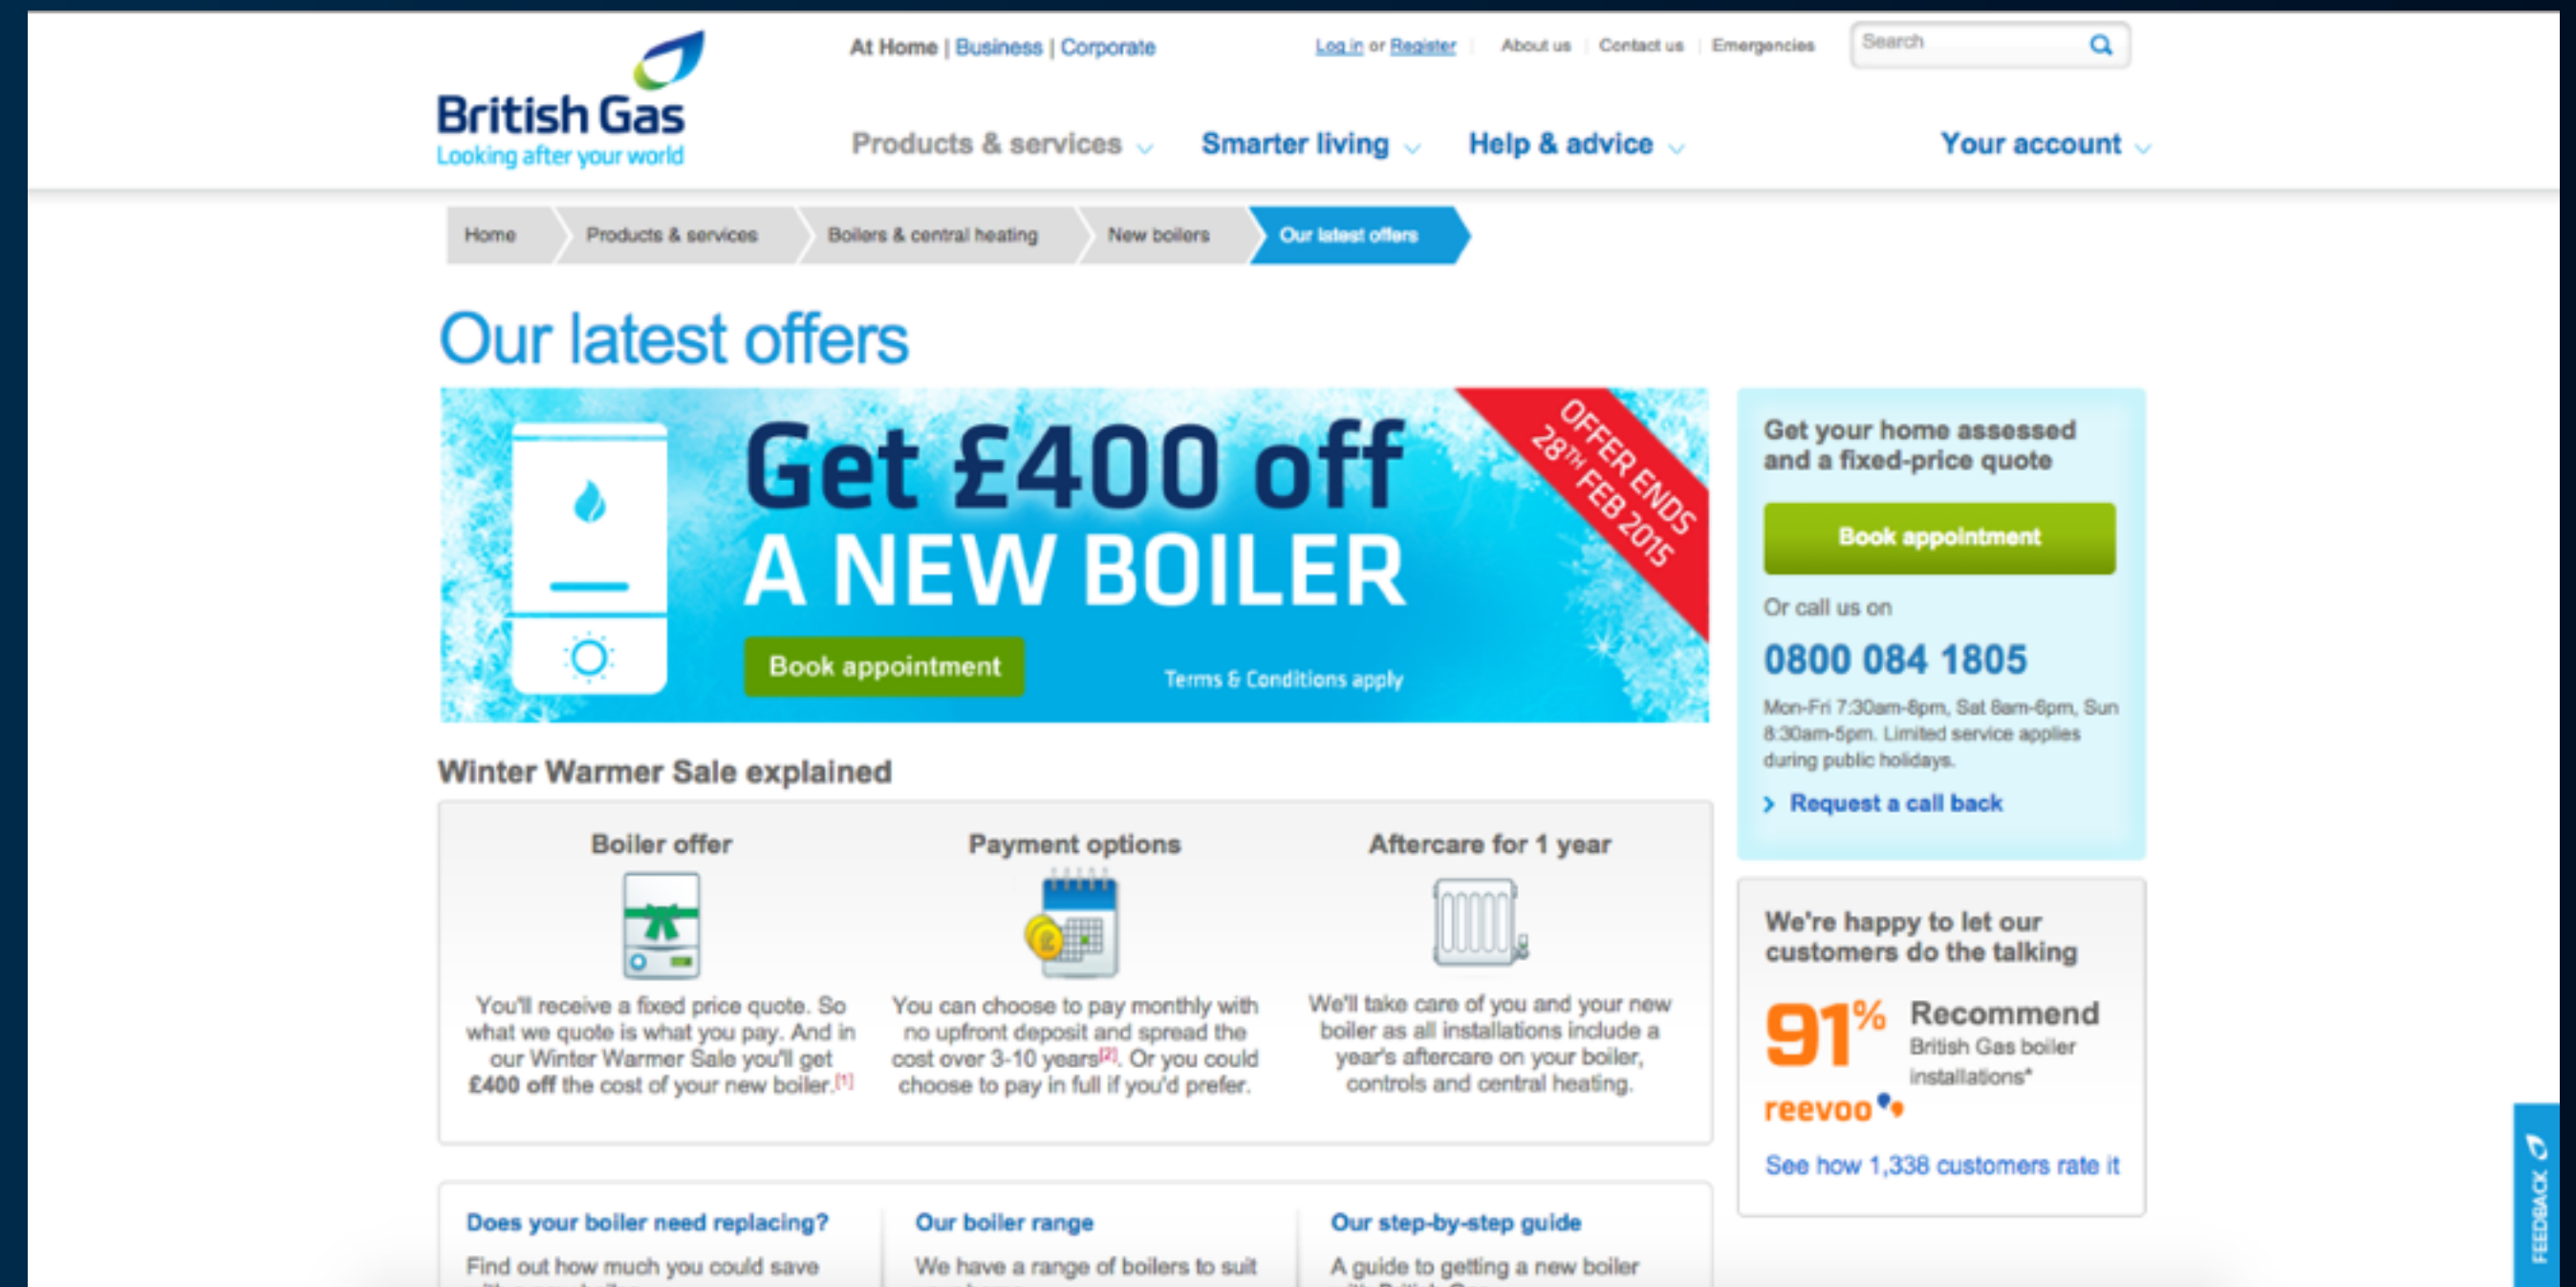 British Gas
Looking after your world
At Home | Business | Corporate
Log in or Register
About us
Contact us
Emergencies
Search
Products & services
Smarter living
Help & advice
Your account
Home
Products & services
Boilers & central heating
New boilers
Our latest offers
Our latest offers
Get £400 off
A NEW BOILER
Book appointment
Terms & Conditions apply
OFFER ENDS
28TH FEB 2015
Get your home assessed
and a fixed-price quote
Book appointment
Or call us on
0800 084 1805
Mon-Fri 7:30am-8pm, Sat 8am-6pm, Sun
8:30am-5pm. Limited service applies
during public holidays.
Request a call back
Winter Warmer Sale explained
Boiler offer
You'll receive a fixed price quote. So
what we quote is what you pay. And in
our Winter Warmer Sale you'll get
£400 off the cost of your new boiler.[1]
Payment options
You can choose to pay monthly with
no upfront deposit and spread the
cost over 3-10 years[2]. Or you could
choose to pay in full if you'd prefer.
Aftercare for 1 year
We'll take care of you and your new
boiler as all installations include a
year's aftercare on your boiler,
controls and central heating.
We're happy to let our
customers do the talking
91% Recommend
British Gas boiler
installations*
reevoo
See how 1,338 customers rate it
Does your boiler need replacing?
Find out how much you could save
Our boiler range
We have a range of boilers to suit
Our step-by-step guide
A guide to getting a new boiler
FEEDBACK